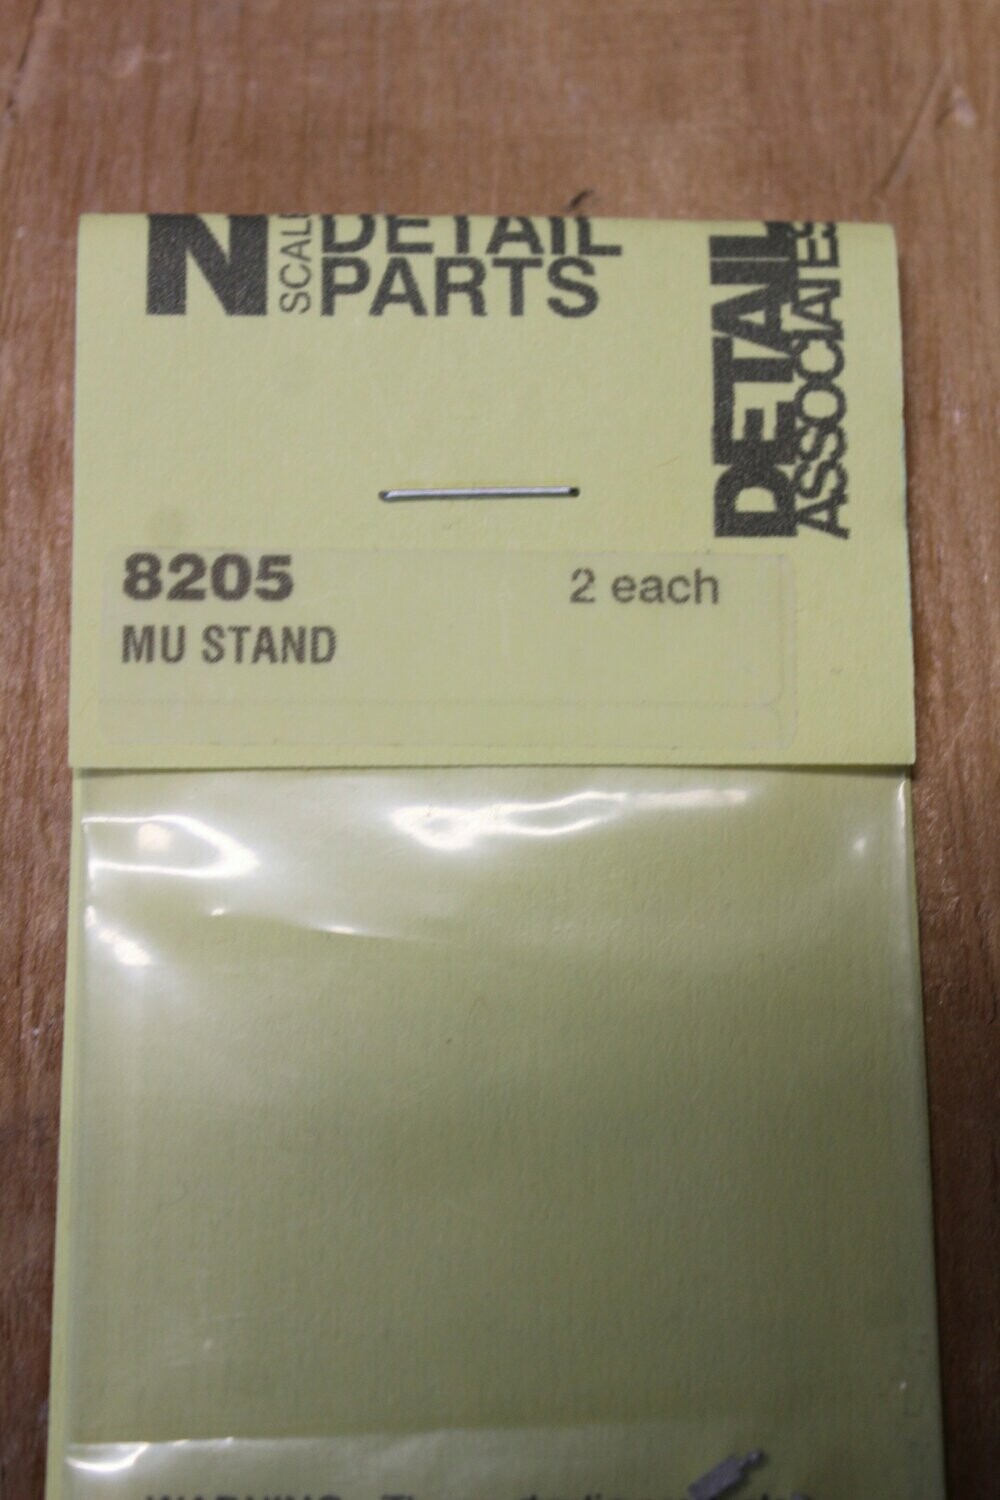 N SCALE DETAIL PARTS
DETAIL
ASSOCIATES
8205 2 each
MU STAND